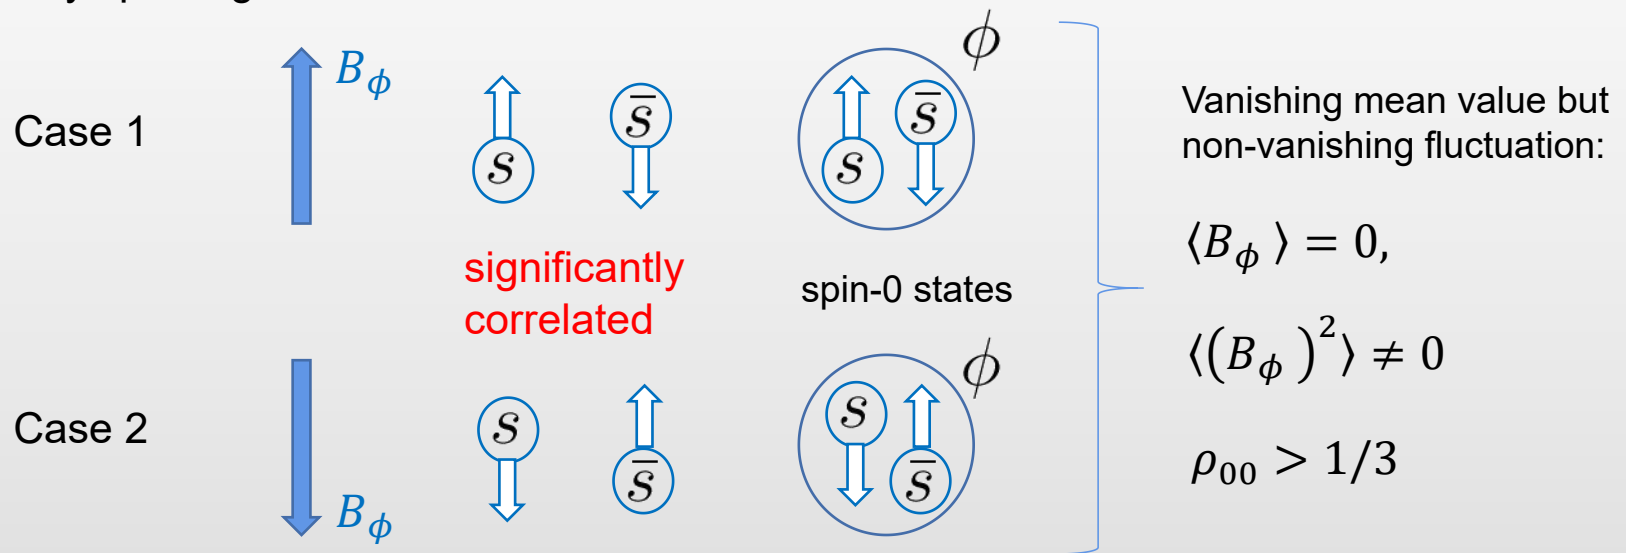 Case 1
B_ϕ
s
s̄
s
s̄
ϕ
significantly
correlated
spin-0 states
Case 2
B_ϕ
s
s̄
s
s̄
ϕ
Vanishing mean value but
non-vanishing fluctuation:
⟨B_ϕ⟩ = 0,
⟨(B_ϕ)²⟩ ≠ 0
ρ₀₀ > 1/3